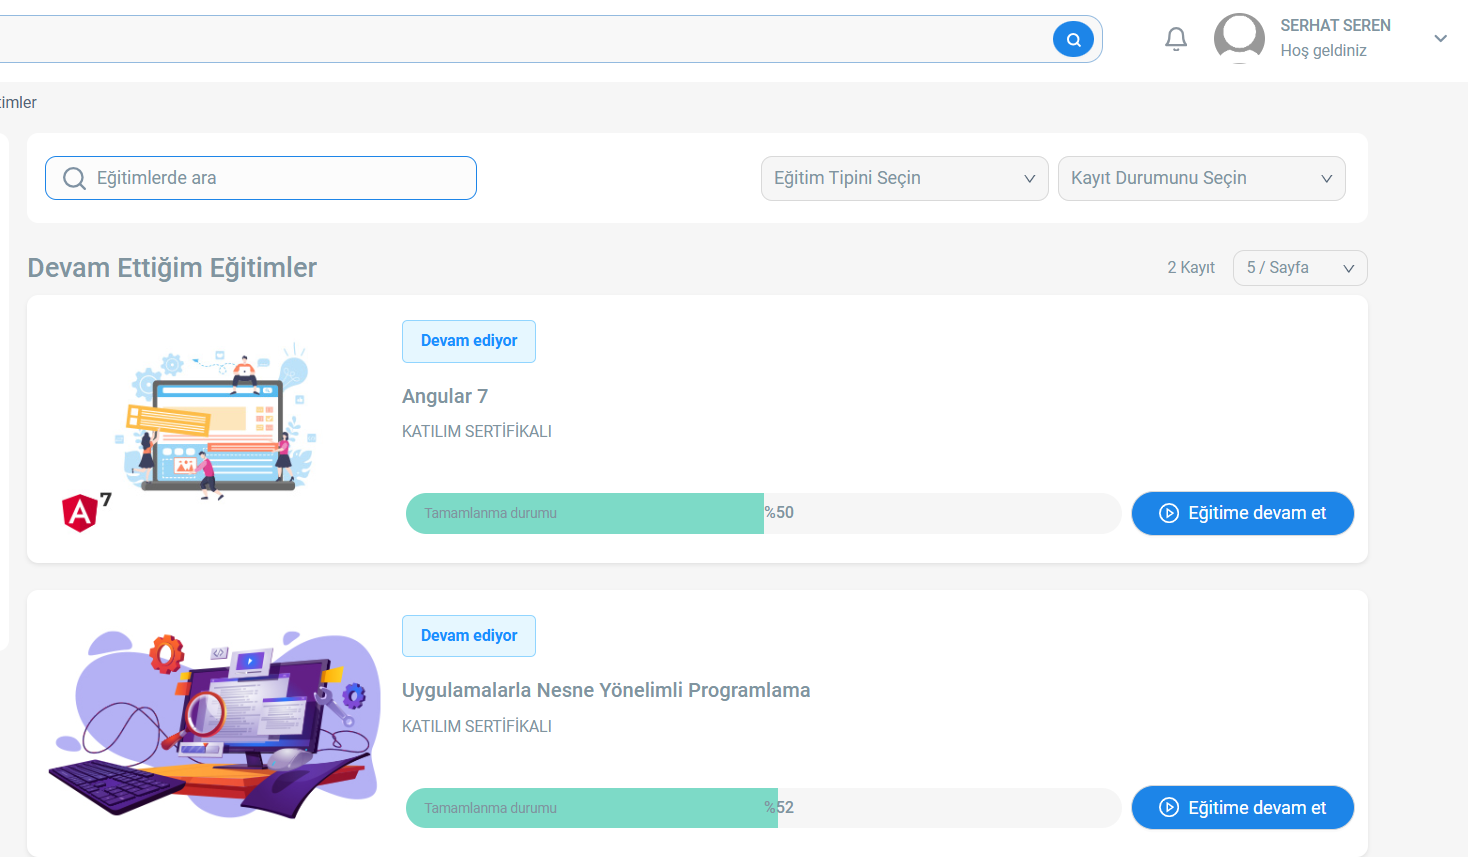 SERHAT SEREN
Hoş geldiniz
imler
Eğitimlerde ara
Eğitim Tipini Seçin
Kayıt Durumunu Seçin
Devam Ettiğim Eğitimler
2 Kayıt
5 / Sayfa
Devam ediyor
Angular 7
KATILIM SERTİFİKALI
A 7
Tamamlanma durumu
%50
Eğitime devam et
Devam ediyor
Uygulamalarla Nesne Yönelimli Programlama
KATILIM SERTİFİKALI
Tamamlanma durumu
%52
Eğitime devam et